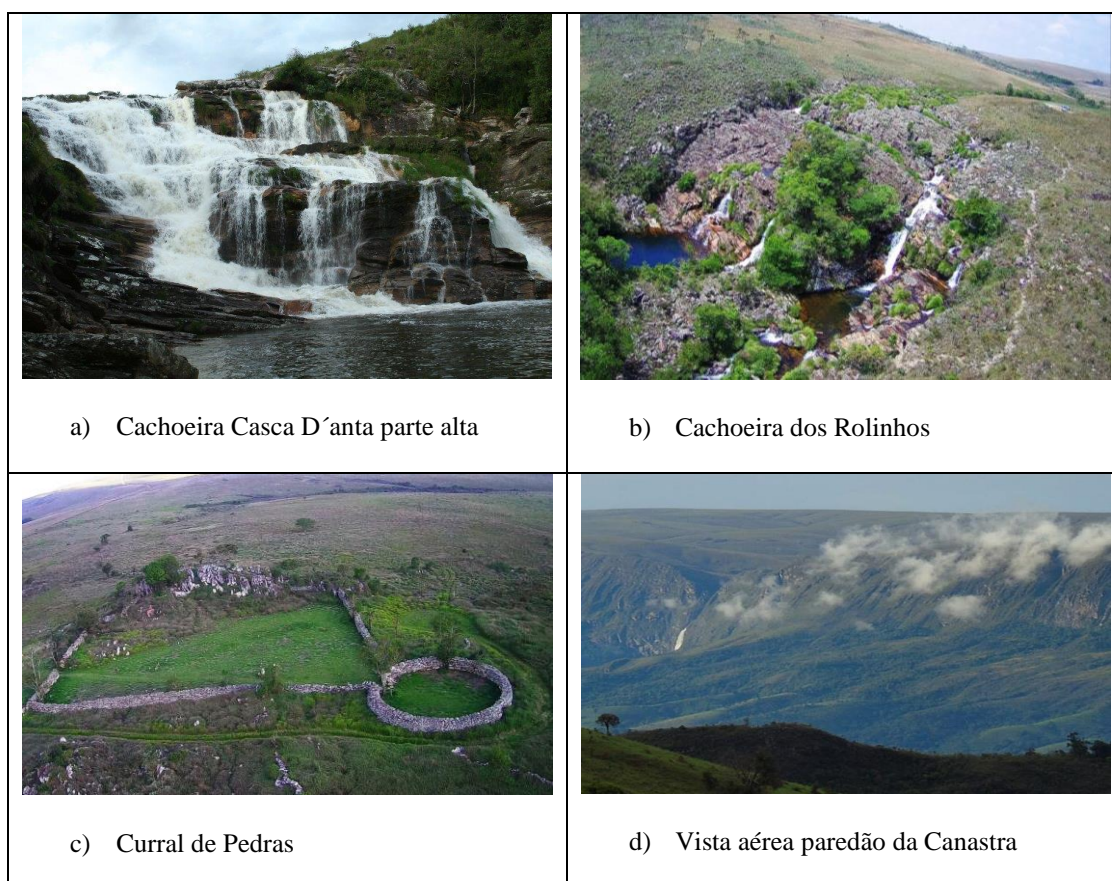 a) Cachoeira Casca D´anta parte alta
b) Cachoeira dos Rolinhos
c) Curral de Pedras
d) Vista aérea paredão da Canastra